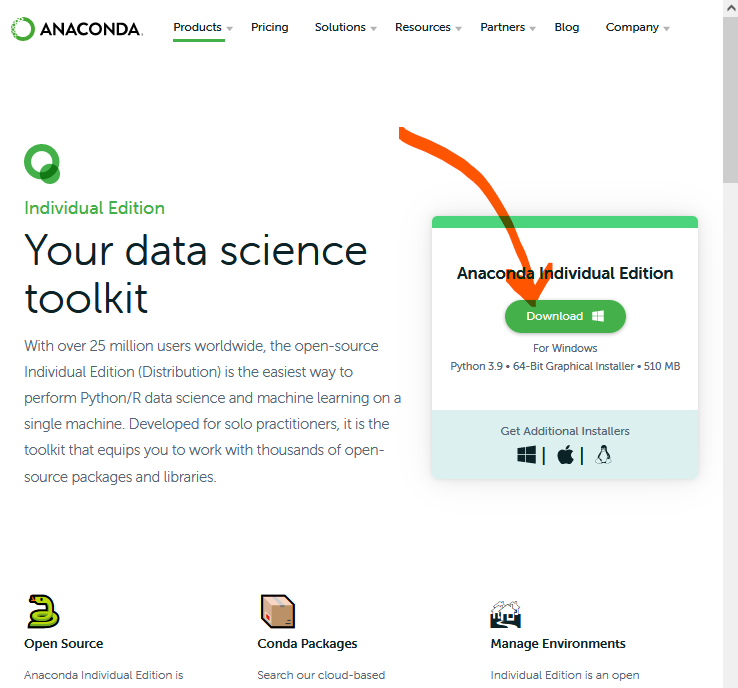 ANACONDA.
Products Pricing Solutions Resources Partners Blog Company
Individual Edition
Your data science
toolkit
With over 25 million users worldwide, the open-source
Individual Edition (Distribution) is the easiest way to
perform Python/R data science and machine learning on a
single machine. Developed for solo practitioners, it is the
toolkit that equips you to work with thousands of open-
source packages and libraries.
Anaconda Individual Edition
Download
For Windows
Python 3.9 • 64-Bit Graphical Installer • 510 MB
Get Additional Installers
| |
Open Source
Anaconda Individual Edition is
Conda Packages
Search our cloud-based
Manage Environments
Individual Edition is an open